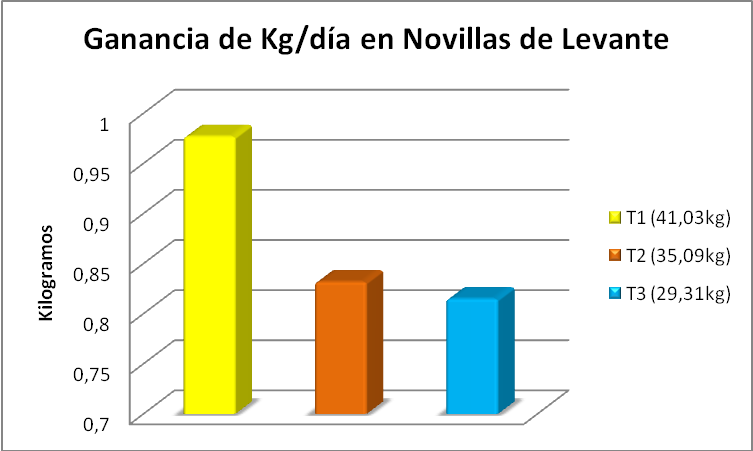 Ganancia de Kg/día en Novillas de Levante
Kilogramos
1
0,95
0,9
0,85
0,8
0,75
0,7
T1 (41,03kg)
T2 (35,09kg)
T3 (29,31kg)